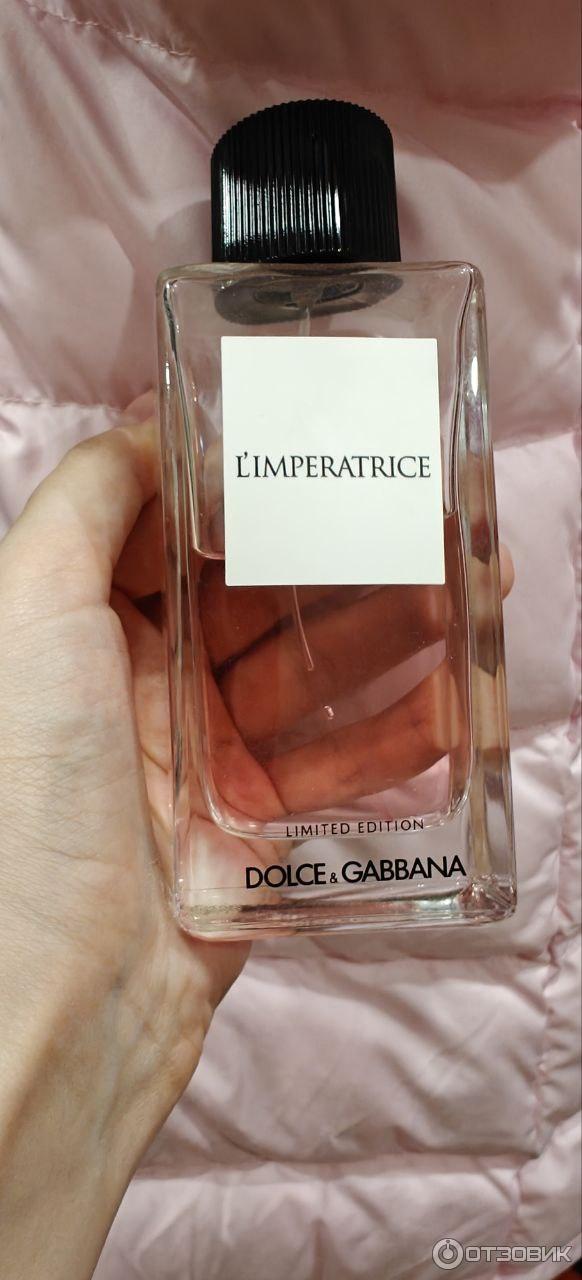 L'IMPERATRICE
LIMITED EDITION
DOLCE & GABBANA
ОТЗОВИК